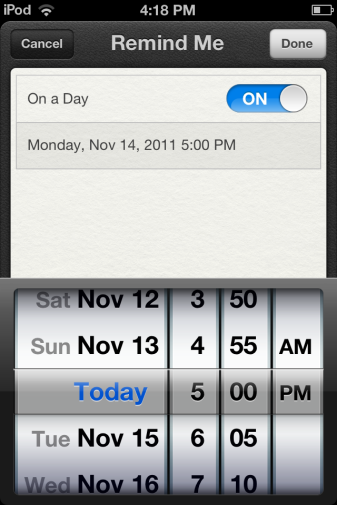 iPod 4:18 PM
Cancel Remind Me Done
On a Day ON
Monday, Nov 14, 2011 5:00 PM
Sat Nov 12 3 50
Sun Nov 13 4 55 AM
Today 5 00 PM
Tue Nov 15 6 05
Wed Nov 16 7 10